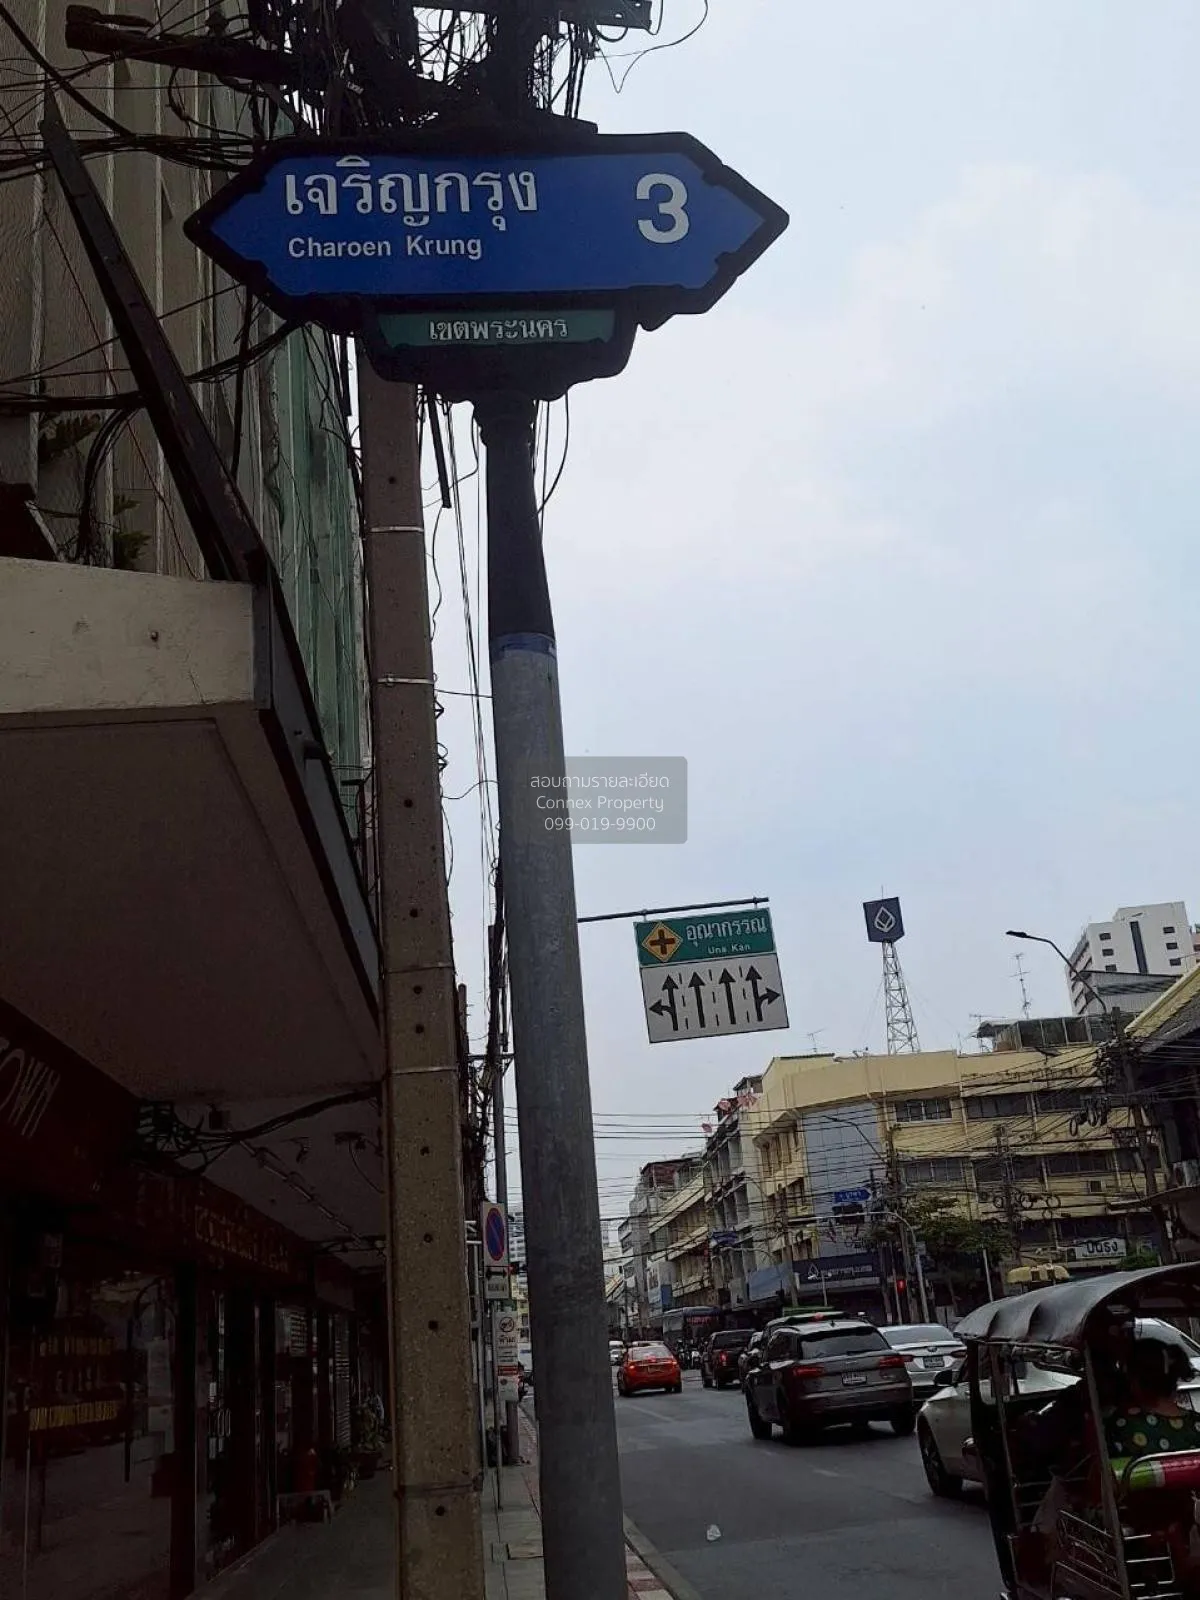 เจริญกรุง 3
Charoen Krung
เขตพระนคร
สอบถามรายละเอียด
Connex Property
099-019-9900
อุณากรรณ
Una Kan
OWN